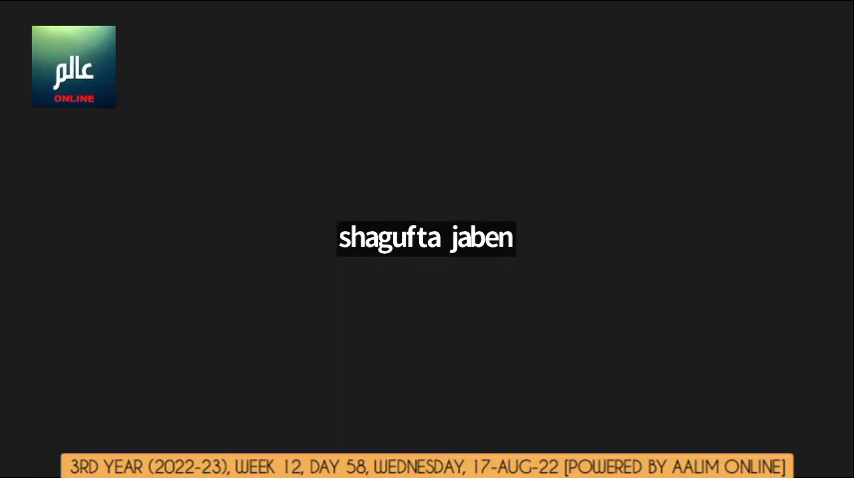 عالم
ONLINE
shagufta jaben
3RD YEAR (2022-23), WEEK 12, DAY 58, WEDNESDAY, 17-AUG-22 [POWERED BY AALIM ONLINE]